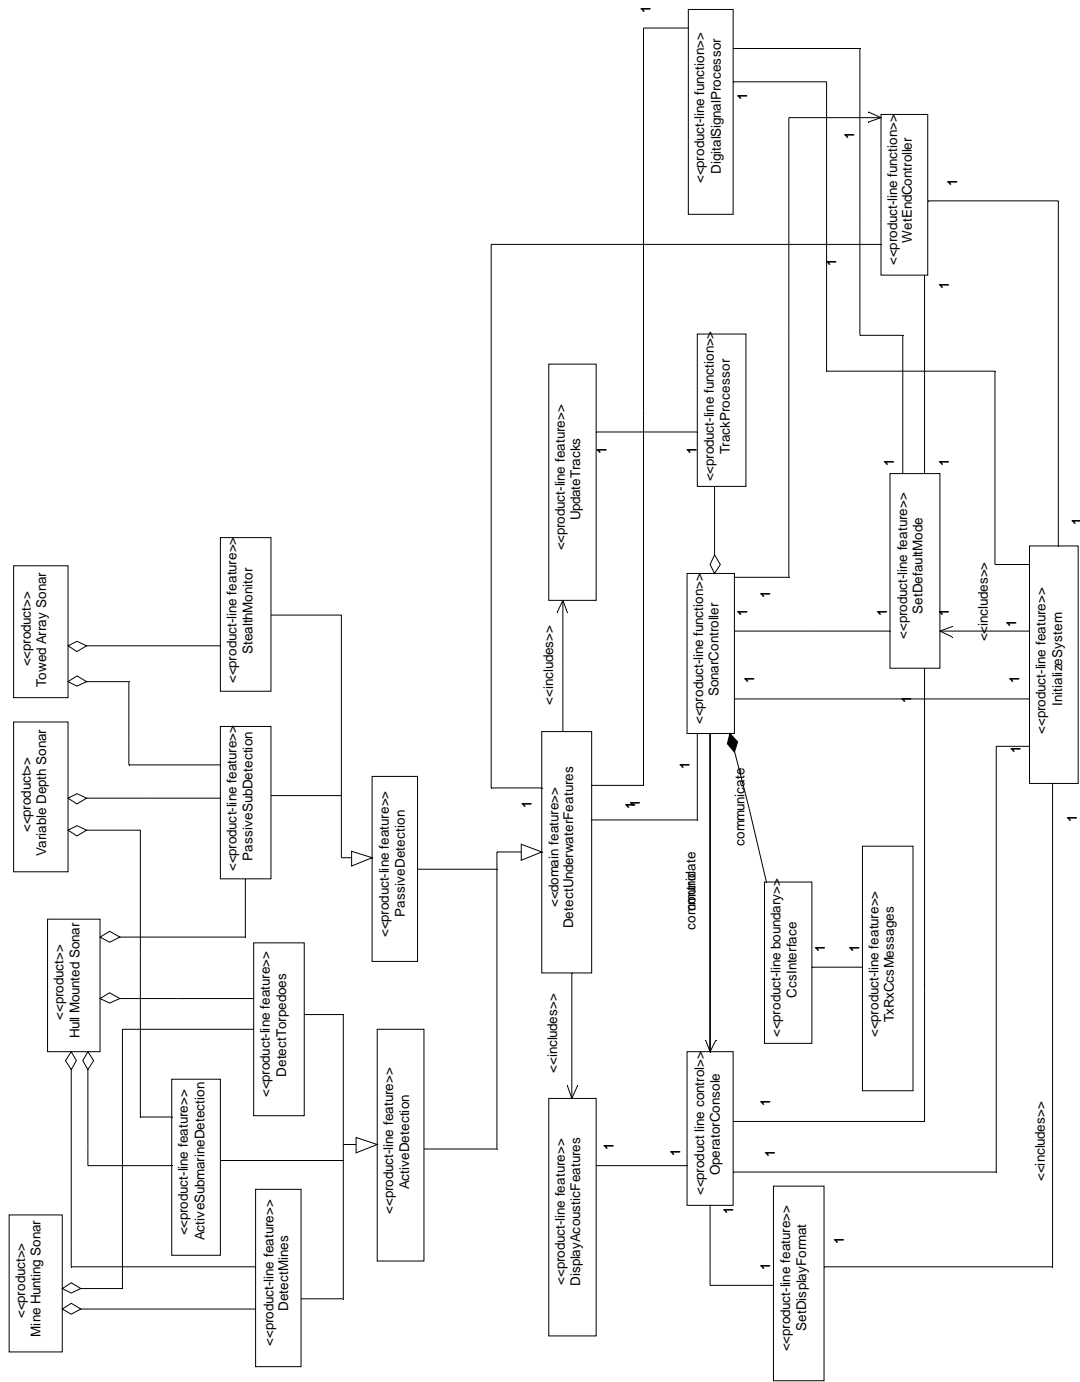 <<product>>
Mine Hunting Sonar
<<product>>
Hull Mounted Sonar
<<product>>
Variable Depth Sonar
<<product>>
Towed Array Sonar
<<product-line feature>>
ActiveSubmarineDetection
<<product-line feature>>
DetectMines
<<product-line feature>>
DetectTorpedoes
<<product-line feature>>
PassiveSubDetection
<<product-line feature>>
StealthMonitor
<<product-line feature>>
ActiveDetection
<<product-line feature>>
PassiveDetection
<<product-line feature>>
DisplayAcousticFeatures
<<includes>>
<<domain feature>>
DetectUnderwaterFeatures
<<includes>>
<<product-line feature>>
UpdateTracks
1
1
1
1
1
1
1
1
1
1
<<product line control>>
OperatorConsole
communicate
<<product-line function>>
SonarController
<<product-line function>>
TrackProcessor
<<product-line function>>
DigitalSignalProcessor
1
communicate
1
1
1
1
1
1
<<product-line feature>>
SetDisplayFormat
<<product-line boundary>>
CcsInterface
1
1
1
1
1
<<product-line feature>>
TxRxCcsMessages
1
1
1
<<product-line feature>>
SetDefaultMode
<<product-line function>>
WetEndController
1
1
1
<<includes>>
1
1
<<includes>>
<<product-line feature>>
InitializeSystem
1
1